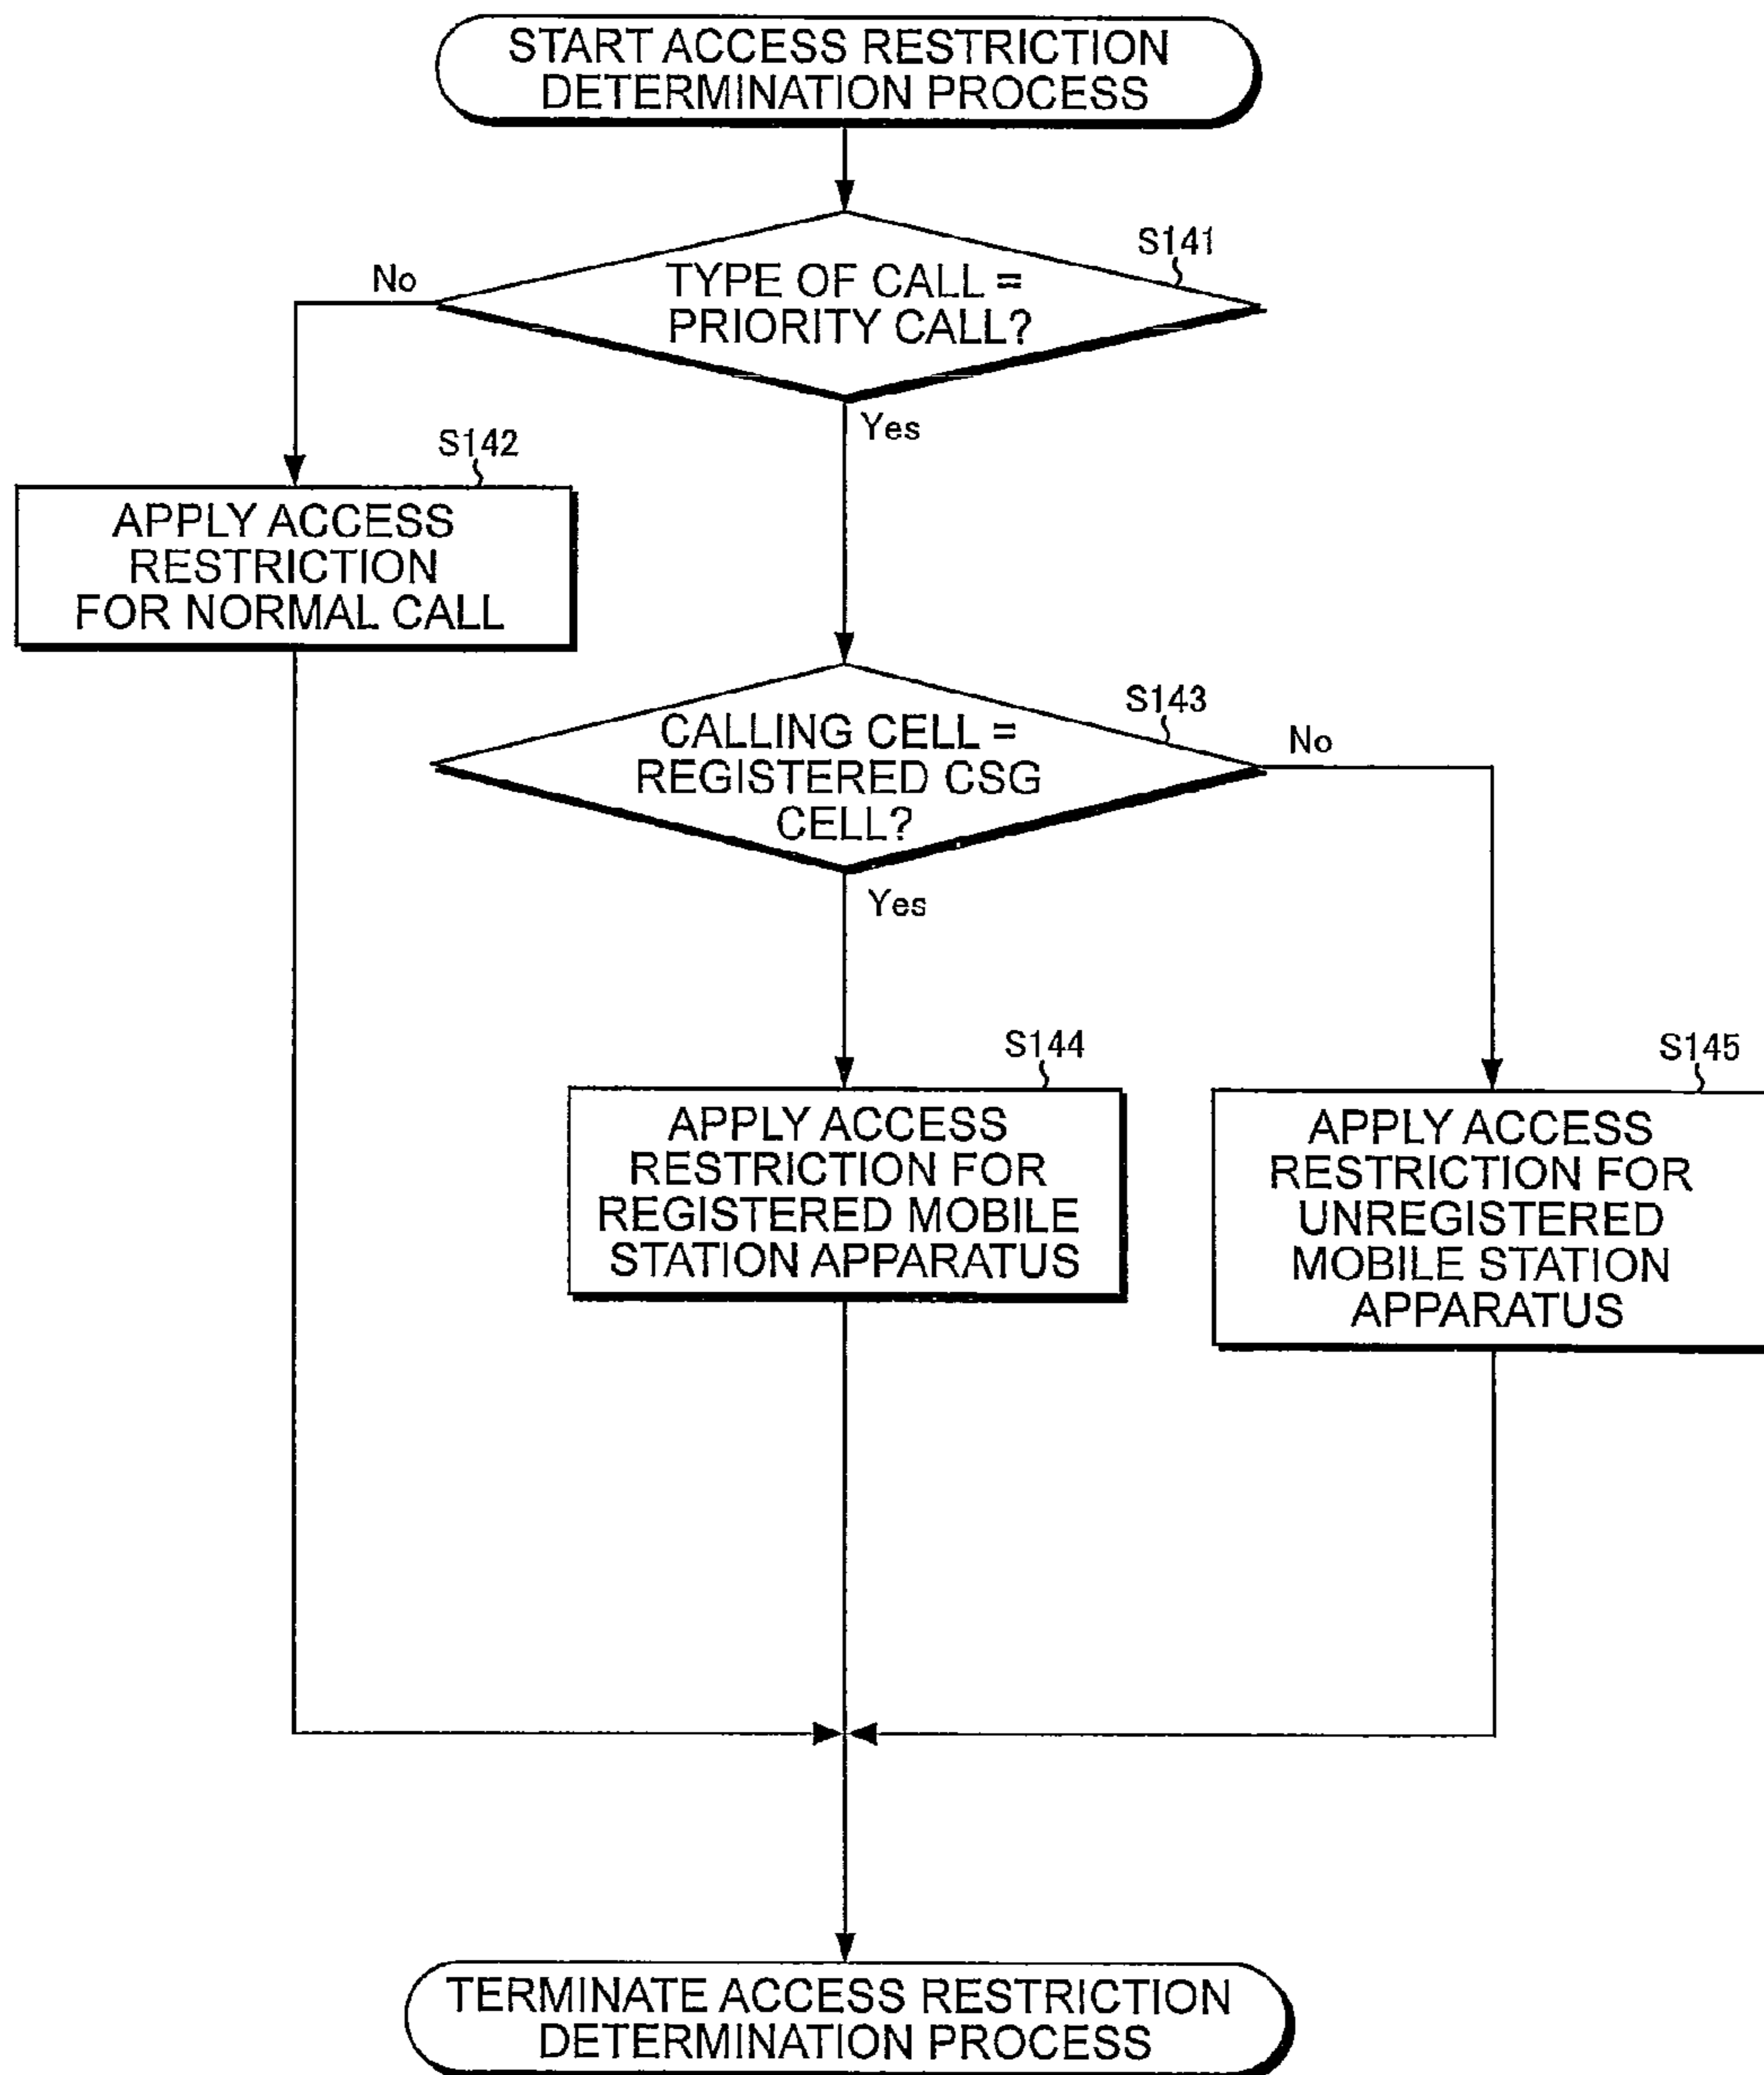 START ACCESS RESTRICTION
DETERMINATION PROCESS
S141
No
TYPE OF CALL =
PRIORITY CALL?
Yes
S142
APPLY ACCESS
RESTRICTION
FOR NORMAL CALL
S143
CALLING CELL =
REGISTERED CSG
CELL?
No
Yes
S144
APPLY ACCESS
RESTRICTION FOR
REGISTERED MOBILE
STATION APPARATUS
S145
APPLY ACCESS
RESTRICTION FOR
UNREGISTERED
MOBILE STATION
APPARATUS
TERMINATE ACCESS RESTRICTION
DETERMINATION PROCESS